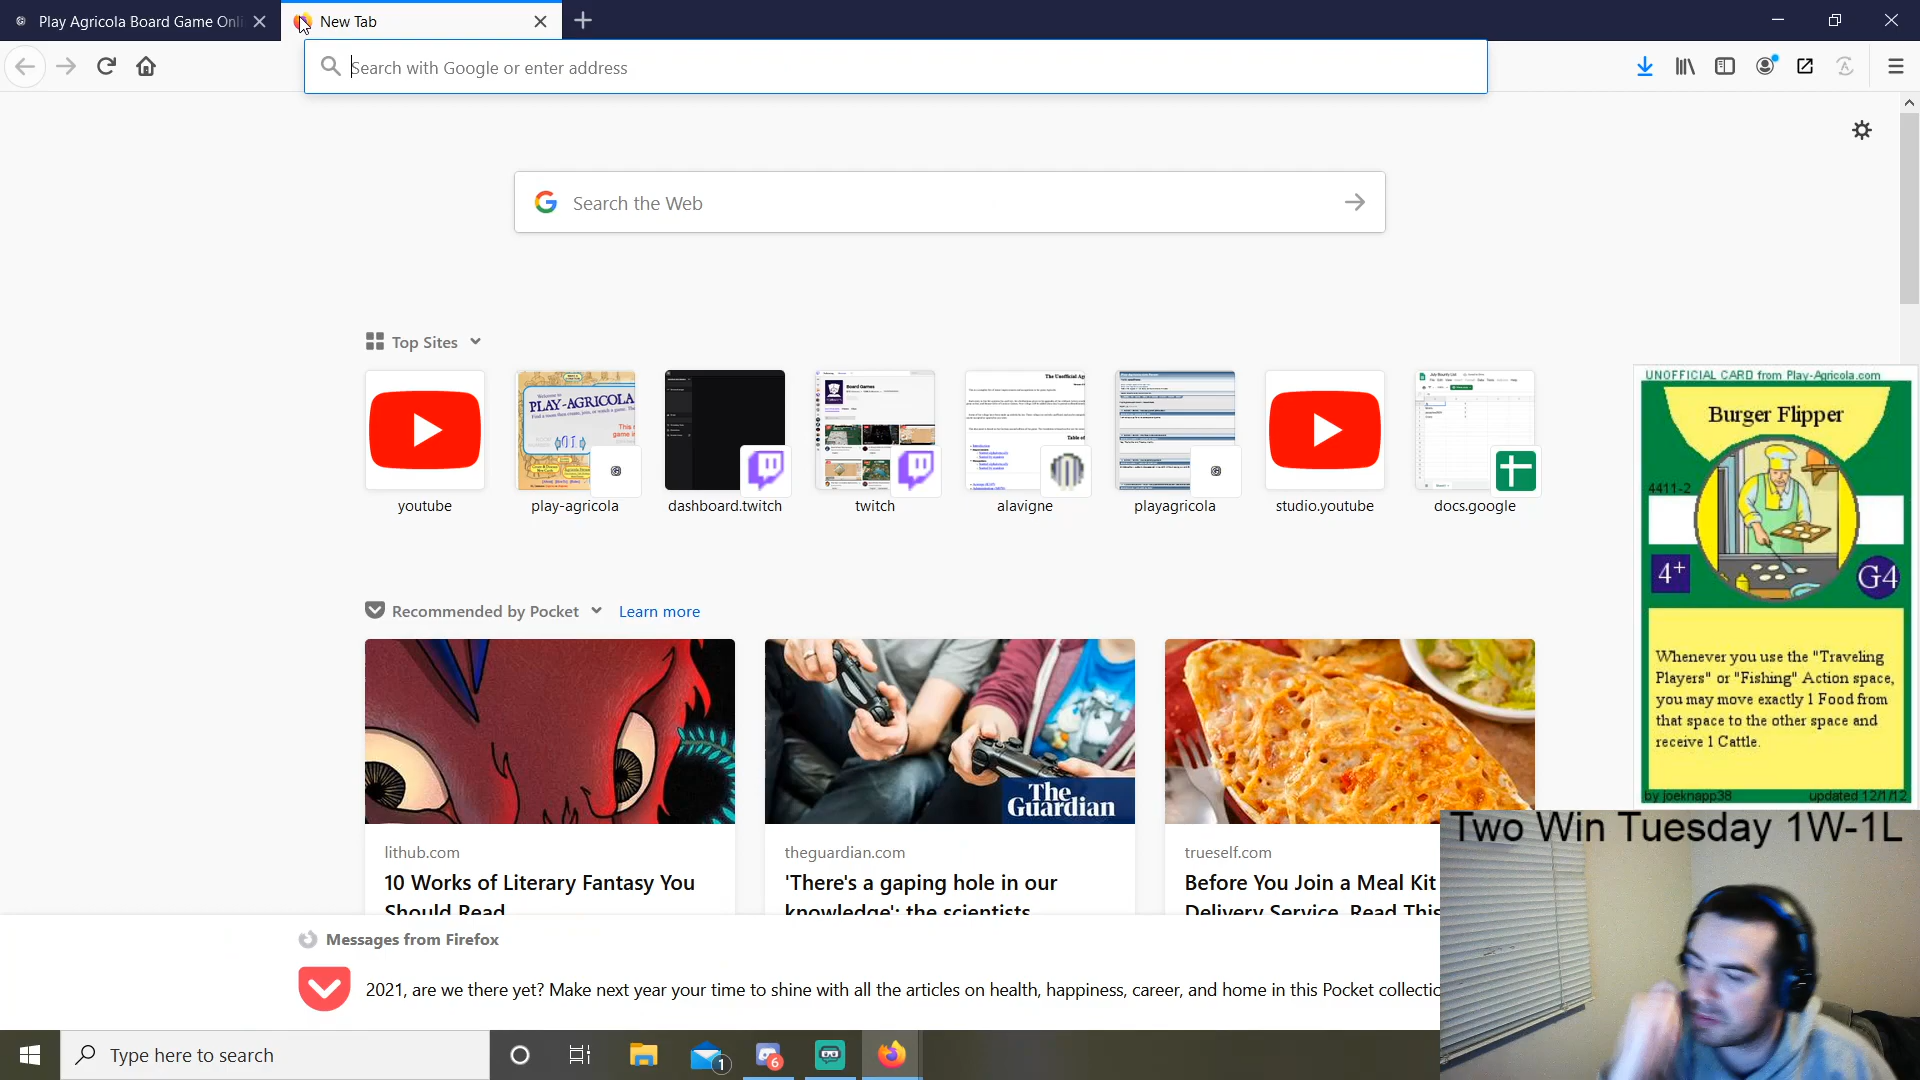 Play Agricola Board Game Onli
New Tab
Search with Google or enter address
Search the Web
Top Sites
PLAY-AGRICOLA
Board Games
youtube
play-agricola
dashboard.twitch
twitch
alavigne
playagricola
studio.youtube
docs.google
Recommended by Pocket
Learn more
The
Guardian
lithub.com
10 Works of Literary Fantasy You
Should Read
theguardian.com
'There's a gaping hole in our
knowledge': the scientists
trueself.com
Before You Join a Meal Kit
Delivery Service, Read This
Messages from Firefox
2021, are we there yet? Make next year your time to shine with all the articles on health, happiness, career, and home in this Pocket collectio
UNOFFICIAL CARD from Play-Agricola.com
Burger Flipper
4411-2
4+
G4
Whenever you use the "Traveling
Players" or "Fishing" Action space,
you may move exactly 1 Food from
that space to the other space and
receive 1 Cattle.
by joeknapp38 updated 12/1/12
Two Win Tuesday 1W-1L
Type here to search
1
6